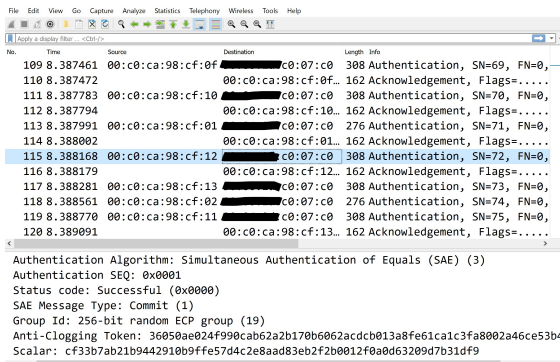 File Edit View Go Capture Analyze Statistics Telephony Wireless Tools Help
Apply a display filter ... <Ctrl-/>
No. Time Source Destination Length Info
109 8.387461 00:c0:ca:98:cf:0f c0:07:c0 308 Authentication, SN=69, FN=0,
110 8.387472 00:c0:ca:98:cf:0f… 162 Acknowledgement, Flags=.....
111 8.387783 00:c0:ca:98:cf:10 c0:07:c0 308 Authentication, SN=70, FN=0,
112 8.387794 00:c0:ca:98:cf:10… 162 Acknowledgement, Flags=.....
113 8.387991 00:c0:ca:98:cf:01 c0:07:c0 276 Authentication, SN=71, FN=0,
114 8.388002 00:c0:ca:98:cf:01… 162 Acknowledgement, Flags=.....
115 8.388168 00:c0:ca:98:cf:12 c0:07:c0 308 Authentication, SN=72, FN=0,
116 8.388179 00:c0:ca:98:cf:12… 162 Acknowledgement, Flags=.....
117 8.388281 00:c0:ca:98:cf:13 c0:07:c0 308 Authentication, SN=73, FN=0,
118 8.388561 00:c0:ca:98:cf:02 c0:07:c0 276 Authentication, SN=74, FN=0,
119 8.388770 00:c0:ca:98:cf:11 c0:07:c0 308 Authentication, SN=75, FN=0,
120 8.389091 00:c0:ca:98:cf:13… 162 Acknowledgement, Flags=.....
Authentication Algorithm: Simultaneous Authentication of Equals (SAE) (3)
Authentication SEQ: 0x0001
Status code: Successful (0x0000)
SAE Message Type: Commit (1)
Group Id: 256-bit random ECP group (19)
Anti-Clogging Token: 36050ae024f990cab62a2b170b6062acdcb013a8fe61ca1c3fa8002a46ce53b4
Scalar: cf33b7ab21b9442910b9ffe57d4c2e8aad83eb2f2b0012f0a0d63209d7b31df9